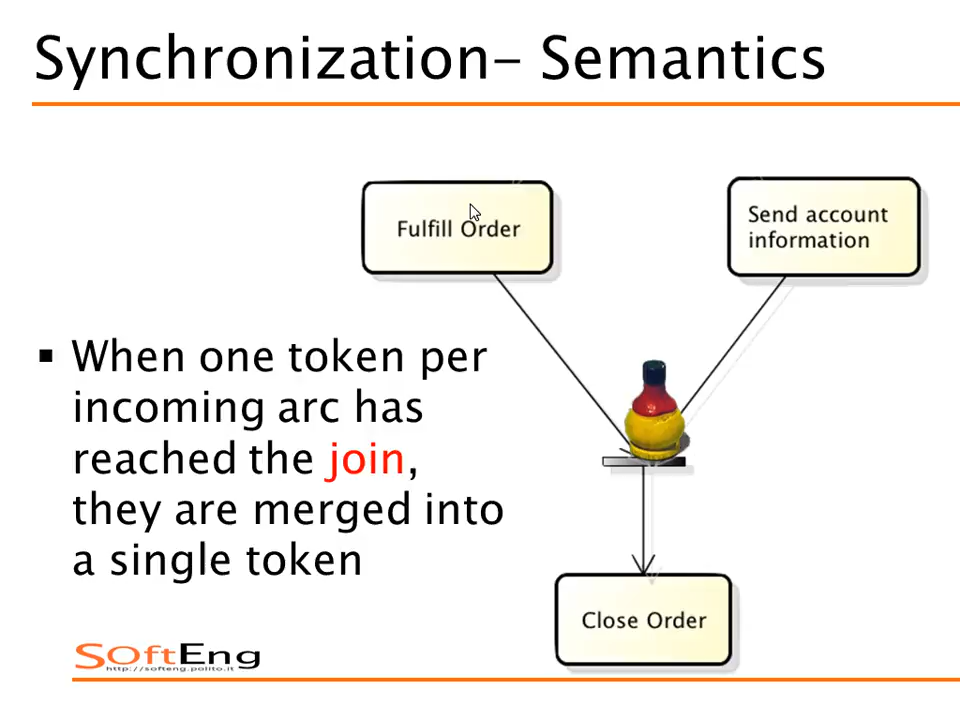 Synchronization– Semantics
Fulfill Order
Send account
information
When one token per
incoming arc has
reached the join,
they are merged into
a single token
Close Order
SOftEng
http://softeng.polito.it